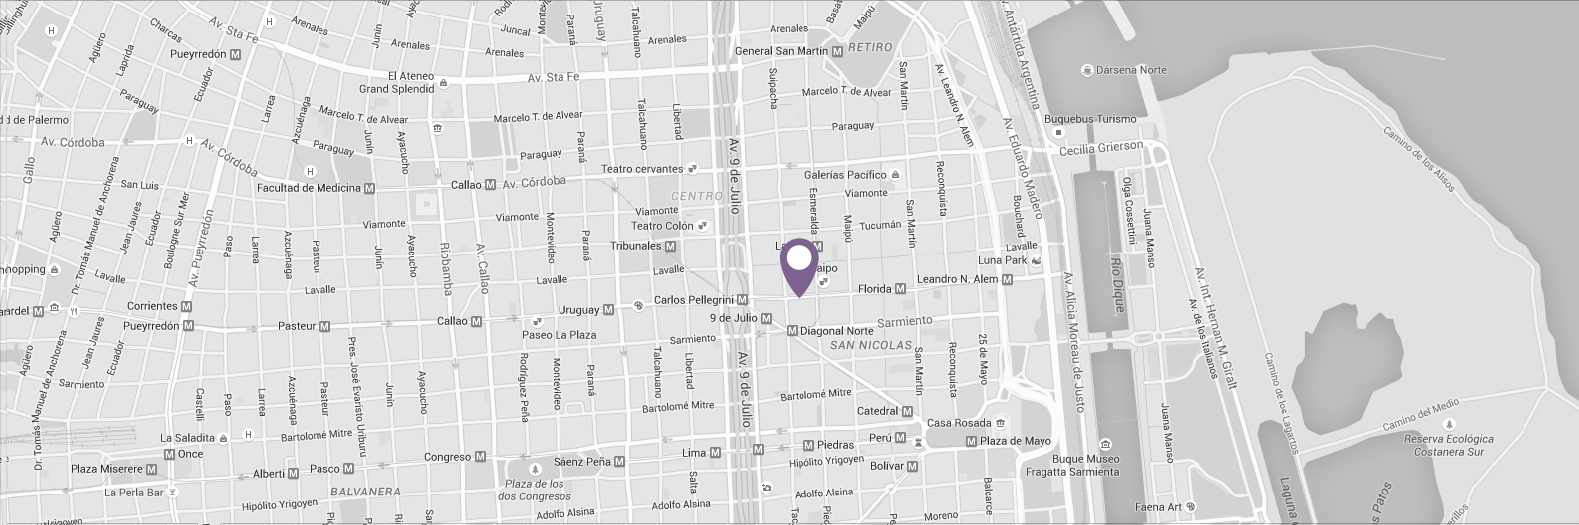 Av. Sta Fe
Charcas
Agüero
Laprida
Ecuador
Pueyrredón
Larrea
Azcuénaga
Junín
Arenales
Juncal
Arenales
Paraná
Uruguay
Talcahuano
Arenales
Arenales
Maipú
General San Martín
RETIRO
El Ateneo
Grand Splendid
Av. Sta Fe
Suipacha
San Martín
Av. Leandro N. Alem
Av. Antártida Argentina
Dársena Norte
Paraguay
Marcelo T. de Alvear
Marcelo T. de Alvear
Marcelo T. de Alvear
Talcahuano
Libertad
Buquebus Turismo
Av. Eduardo Madero
Camino de los Alisos
d de Palermo
Av. Córdoba
Av. Córdoba
Paraguay
Junín
Ayacucho
Paraguay
Paraná
Paraguay
Av. 9 de Julio
Cecilia Grierson
Gallo
San Luis
Facultad de Medicina
Callao
Av. Córdoba
Teatro cervantes
Galerías Pacífico
Reconquista
CENTRO
Viamonte
Viamonte
Viamonte
Viamonte
Esmeralda
Maipú
San Martín
Bouchard
Olga Cossettini
Juana Manso
Teatro Colón
Tucumán
Agüero
Dr. Tomás Manuel de Anchorena
Jean Jaures
Ecuador
Boulogne Sur Mer
Av. Pueyrredón
Paso
Larrea
Azcuénaga
Pasteur
Junín
Ayacucho
Riobamba
Av. Callao
Montevideo
Paraná
Tribunales
Lavalle
Luna Park
Lavalle
Lavalle
Lavalle
Lavalle
Leandro N. Alem
Florida
Río Dique
Av. Int. Hernan M. Giralt
Av. de los Italianos
Corrientes
Pueyrredón
Pasteur
Callao
Uruguay
Carlos Pellegrini
9 de Julio
Diagonal Norte
Sarmiento
Paseo La Plaza
Sarmiento
SAN NICOLAS
Av. Alicia Moreau de Justo
Agüero
Dr. Tomás Manuel de Anchorena
Jean Jaures
Ecuador
Sarmiento
Castelli
Paso
Larrea
Azcuénaga
Pasteur
Pres. José Evaristo Uriburu
Junín
Ayacucho
Rodríguez Peña
Montevideo
Paraná
Talcahuano
Libertad
Av. 9 de Julio
San Martín
Reconquista
25 de Mayo
Camino de los Lagartos
Bartolomé Mitre
Bartolomé Mitre
Bartolomé Mitre
Catedral
Casa Rosada
Juana Manso
Camino del Medio
Reserva Ecológica
Costanera Sur
La Saladita
Once
Perú
Plaza de Mayo
Piedras
Lima
Congreso
Sáenz Peña
Hipólito Yrigoyen
Bolívar
Buque Museo
Fragatta Sarmienta
Plaza Miserere
Alberti
Pasco
La Perla Bar
BALVANERA
Plaza de los
dos Congresos
Salta
Balcarce
Hipólito Yrigoyen
Adolfo Alsina
Adolfo Alsina
Adolfo Alsina
Moreno
Faena Art